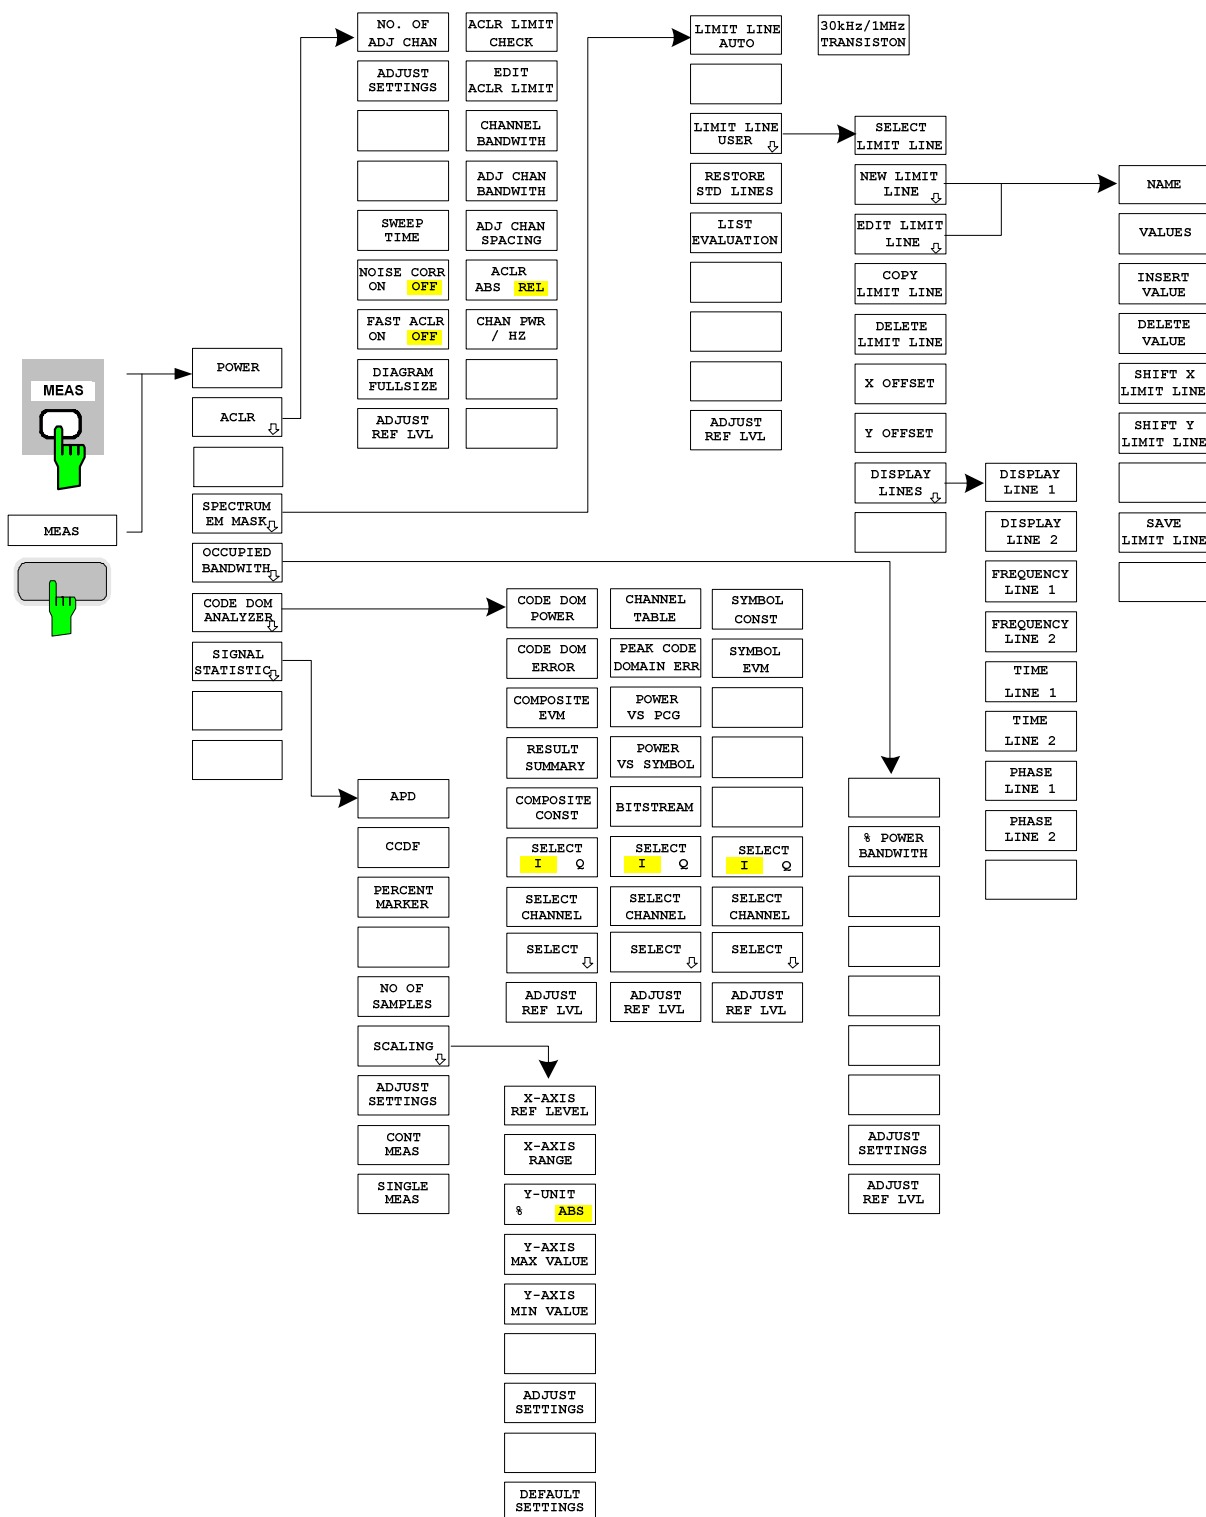 MEAS
MEAS
POWER
ACLR
SPECTRUM
EM MASK
OCCUPIED
BANDWITH
CODE DOM
ANALYZER
SIGNAL
STATISTIC
NO. OF
ADJ CHAN
ADJUST
SETTINGS
SWEEP
TIME
NOISE CORR
ON OFF
FAST ACLR
ON OFF
DIAGRAM
FULLSIZE
ADJUST
REF LVL
ACLR LIMIT
CHECK
EDIT
ACLR LIMIT
CHANNEL
BANDWITH
ADJ CHAN
BANDWITH
ADJ CHAN
SPACING
ACLR
ABS REL
CHAN PWR
/ HZ
LIMIT LINE
AUTO
LIMIT LINE
USER
RESTORE
STD LINES
LIST
EVALUATION
ADJUST
REF LVL
30kHz/1MHz
TRANSISTON
SELECT
LIMIT LINE
NEW LIMIT
LINE
EDIT LIMIT
LINE
COPY
LIMIT LINE
DELETE
LIMIT LINE
X OFFSET
Y OFFSET
DISPLAY
LINES
NAME
VALUES
INSERT
VALUE
DELETE
VALUE
SHIFT X
LIMIT LINE
SHIFT Y
LIMIT LINE
SAVE
LIMIT LINE
DISPLAY
LINE 1
DISPLAY
LINE 2
FREQUENCY
LINE 1
FREQUENCY
LINE 2
TIME
LINE 1
TIME
LINE 2
PHASE
LINE 1
PHASE
LINE 2
CODE DOM
POWER
CODE DOM
ERROR
COMPOSITE
EVM
RESULT
SUMMARY
COMPOSITE
CONST
SELECT
I Q
SELECT
CHANNEL
SELECT
ADJUST
REF LVL
CHANNEL
TABLE
PEAK CODE
DOMAIN ERR
POWER
VS PCG
POWER
VS SYMBOL
BITSTREAM
SELECT
I Q
SELECT
CHANNEL
SELECT
ADJUST
REF LVL
SYMBOL
CONST
SYMBOL
EVM
SELECT
I Q
SELECT
CHANNEL
SELECT
ADJUST
REF LVL
% POWER
BANDWITH
ADJUST
SETTINGS
ADJUST
REF LVL
APD
CCDF
PERCENT
MARKER
NO OF
SAMPLES
SCALING
ADJUST
SETTINGS
CONT
MEAS
SINGLE
MEAS
X-AXIS
REF LEVEL
X-AXIS
RANGE
Y-UNIT
% ABS
Y-AXIS
MAX VALUE
Y-AXIS
MIN VALUE
ADJUST
SETTINGS
DEFAULT
SETTINGS